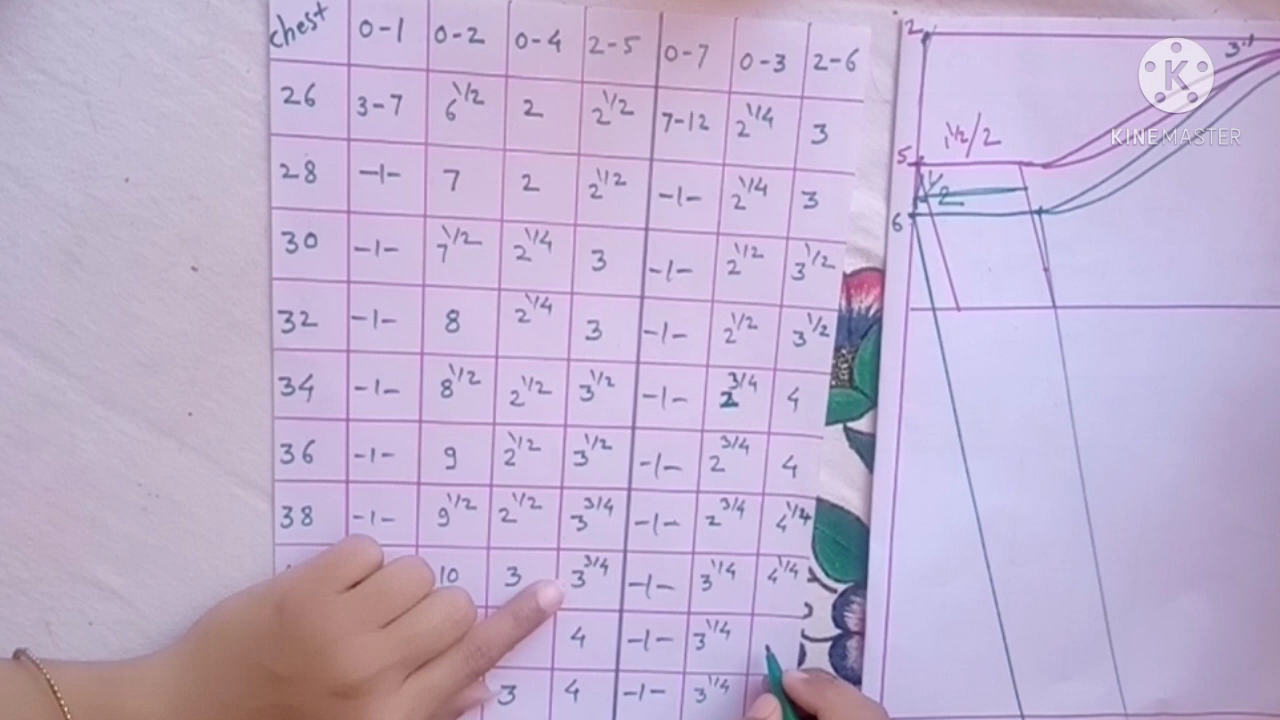 chest 0-1 0-2 0-4 2-5 0-7 0-3 2-6
26 3-7 6 1/2 2 2 1/2 7-12 2 1/4 3
28 -1- 7 2 2 1/2 -1- 2 1/4 3
30 -1- 7 1/2 2 1/4 3 -1- 2 1/2 3 1/2
32 -1- 8 2 1/4 3 -1- 2 1/2 3 1/2
34 -1- 8 1/2 2 1/2 3 1/2 -1- 2 3/4 4
36 -1- 9 2 1/2 3 1/2 -1- 2 3/4 4
38 -1- 9 1/2 2 1/2 3 3/4 -1- 2 3/4 4 1/4
10 3 3 3/4 -1- 3 1/4 4 1/4
4 -1- 3 1/4
3 4 -1- 3 1/4
2
K
KINEMASTER
5 1 1/2/2
1/2
6